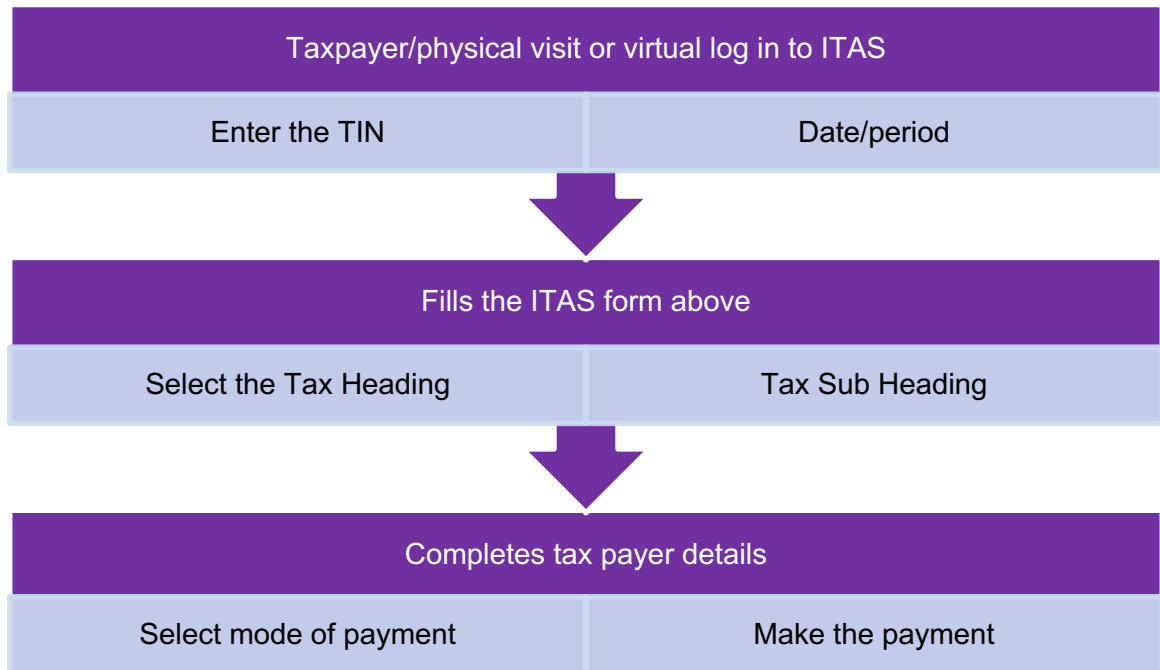 Taxpayer/physical visit or virtual log in to ITAS
Enter the TIN
Date/period
Fills the ITAS form above
Select the Tax Heading
Tax Sub Heading
Completes tax payer details
Select mode of payment
Make the payment